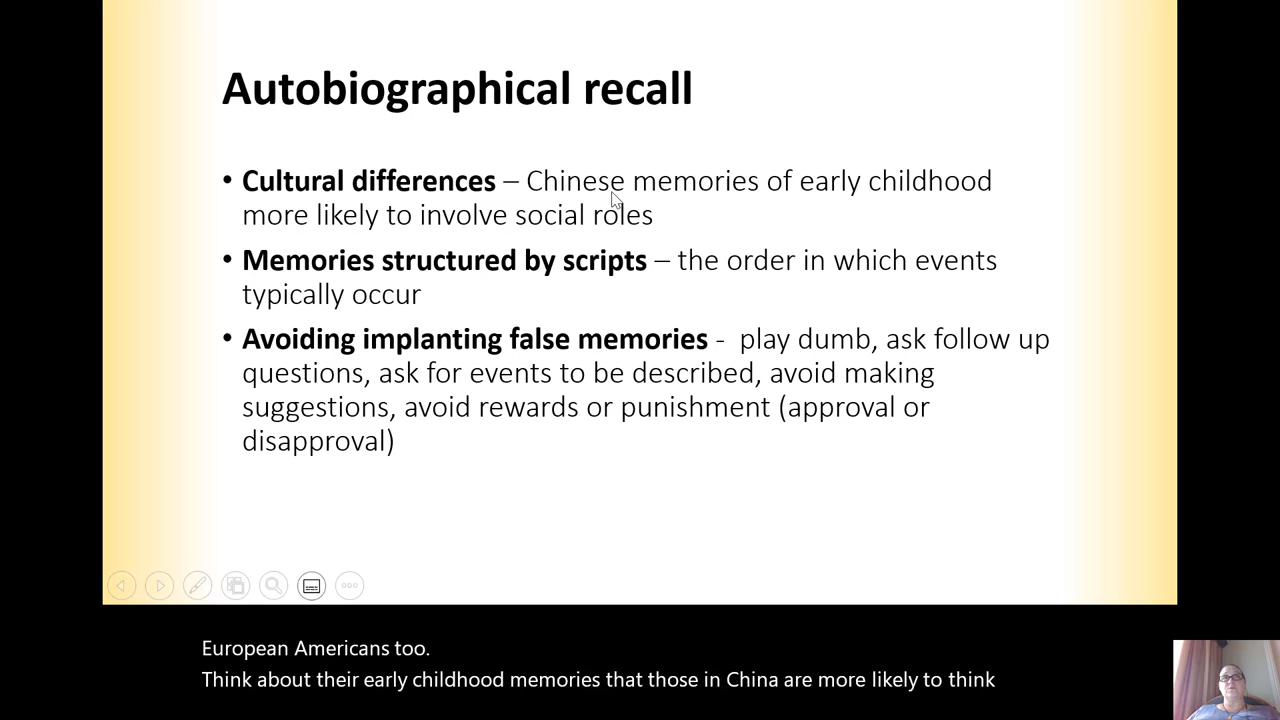 Autobiographical recall
• Cultural differences – Chinese memories of early childhood
more likely to involve social roles
• Memories structured by scripts – the order in which events
typically occur
• Avoiding implanting false memories - play dumb, ask follow up
questions, ask for events to be described, avoid making
suggestions, avoid rewards or punishment (approval or
disapproval)
European Americans too.
Think about their early childhood memories that those in China are more likely to think